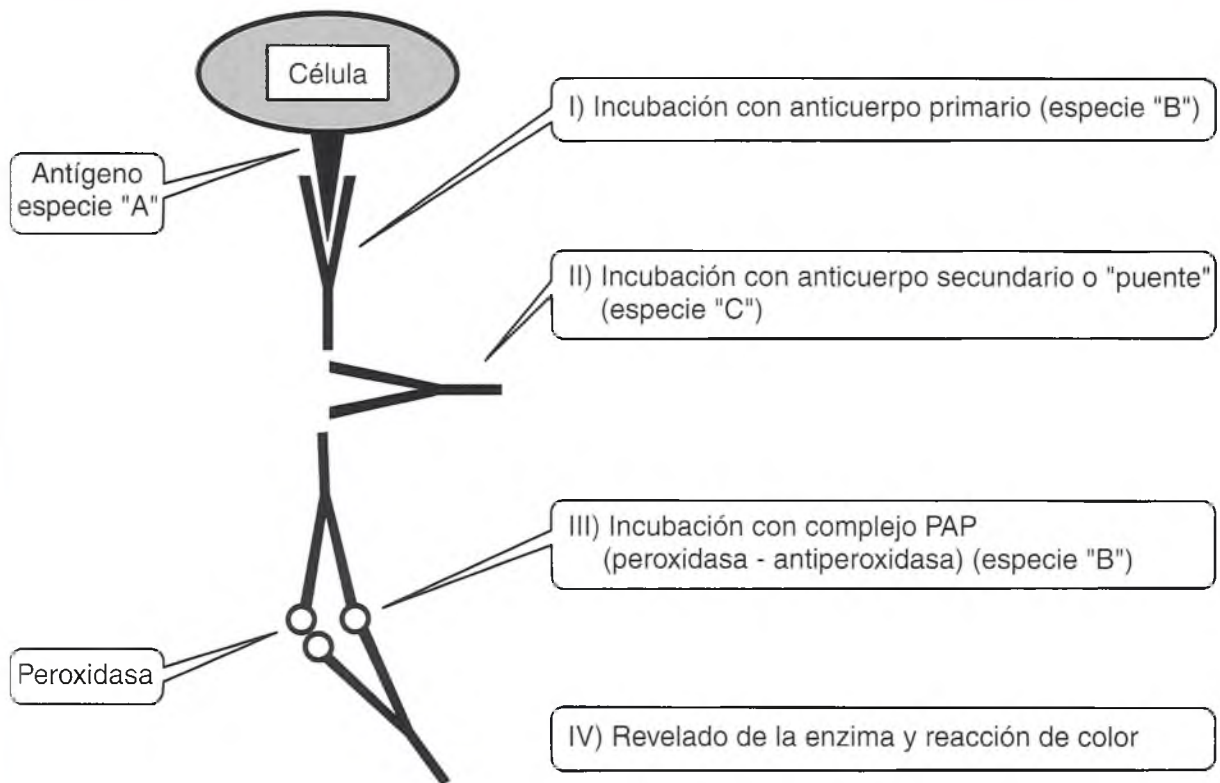 Célula
I) Incubación con anticuerpo primario (especie "B")
Antígeno
especie "A"
II) Incubación con anticuerpo secundario o "puente"
(especie "C")
III) Incubación con complejo PAP
(peroxidasa - antiperoxidasa) (especie "B")
Peroxidasa
IV) Revelado de la enzima y reacción de color